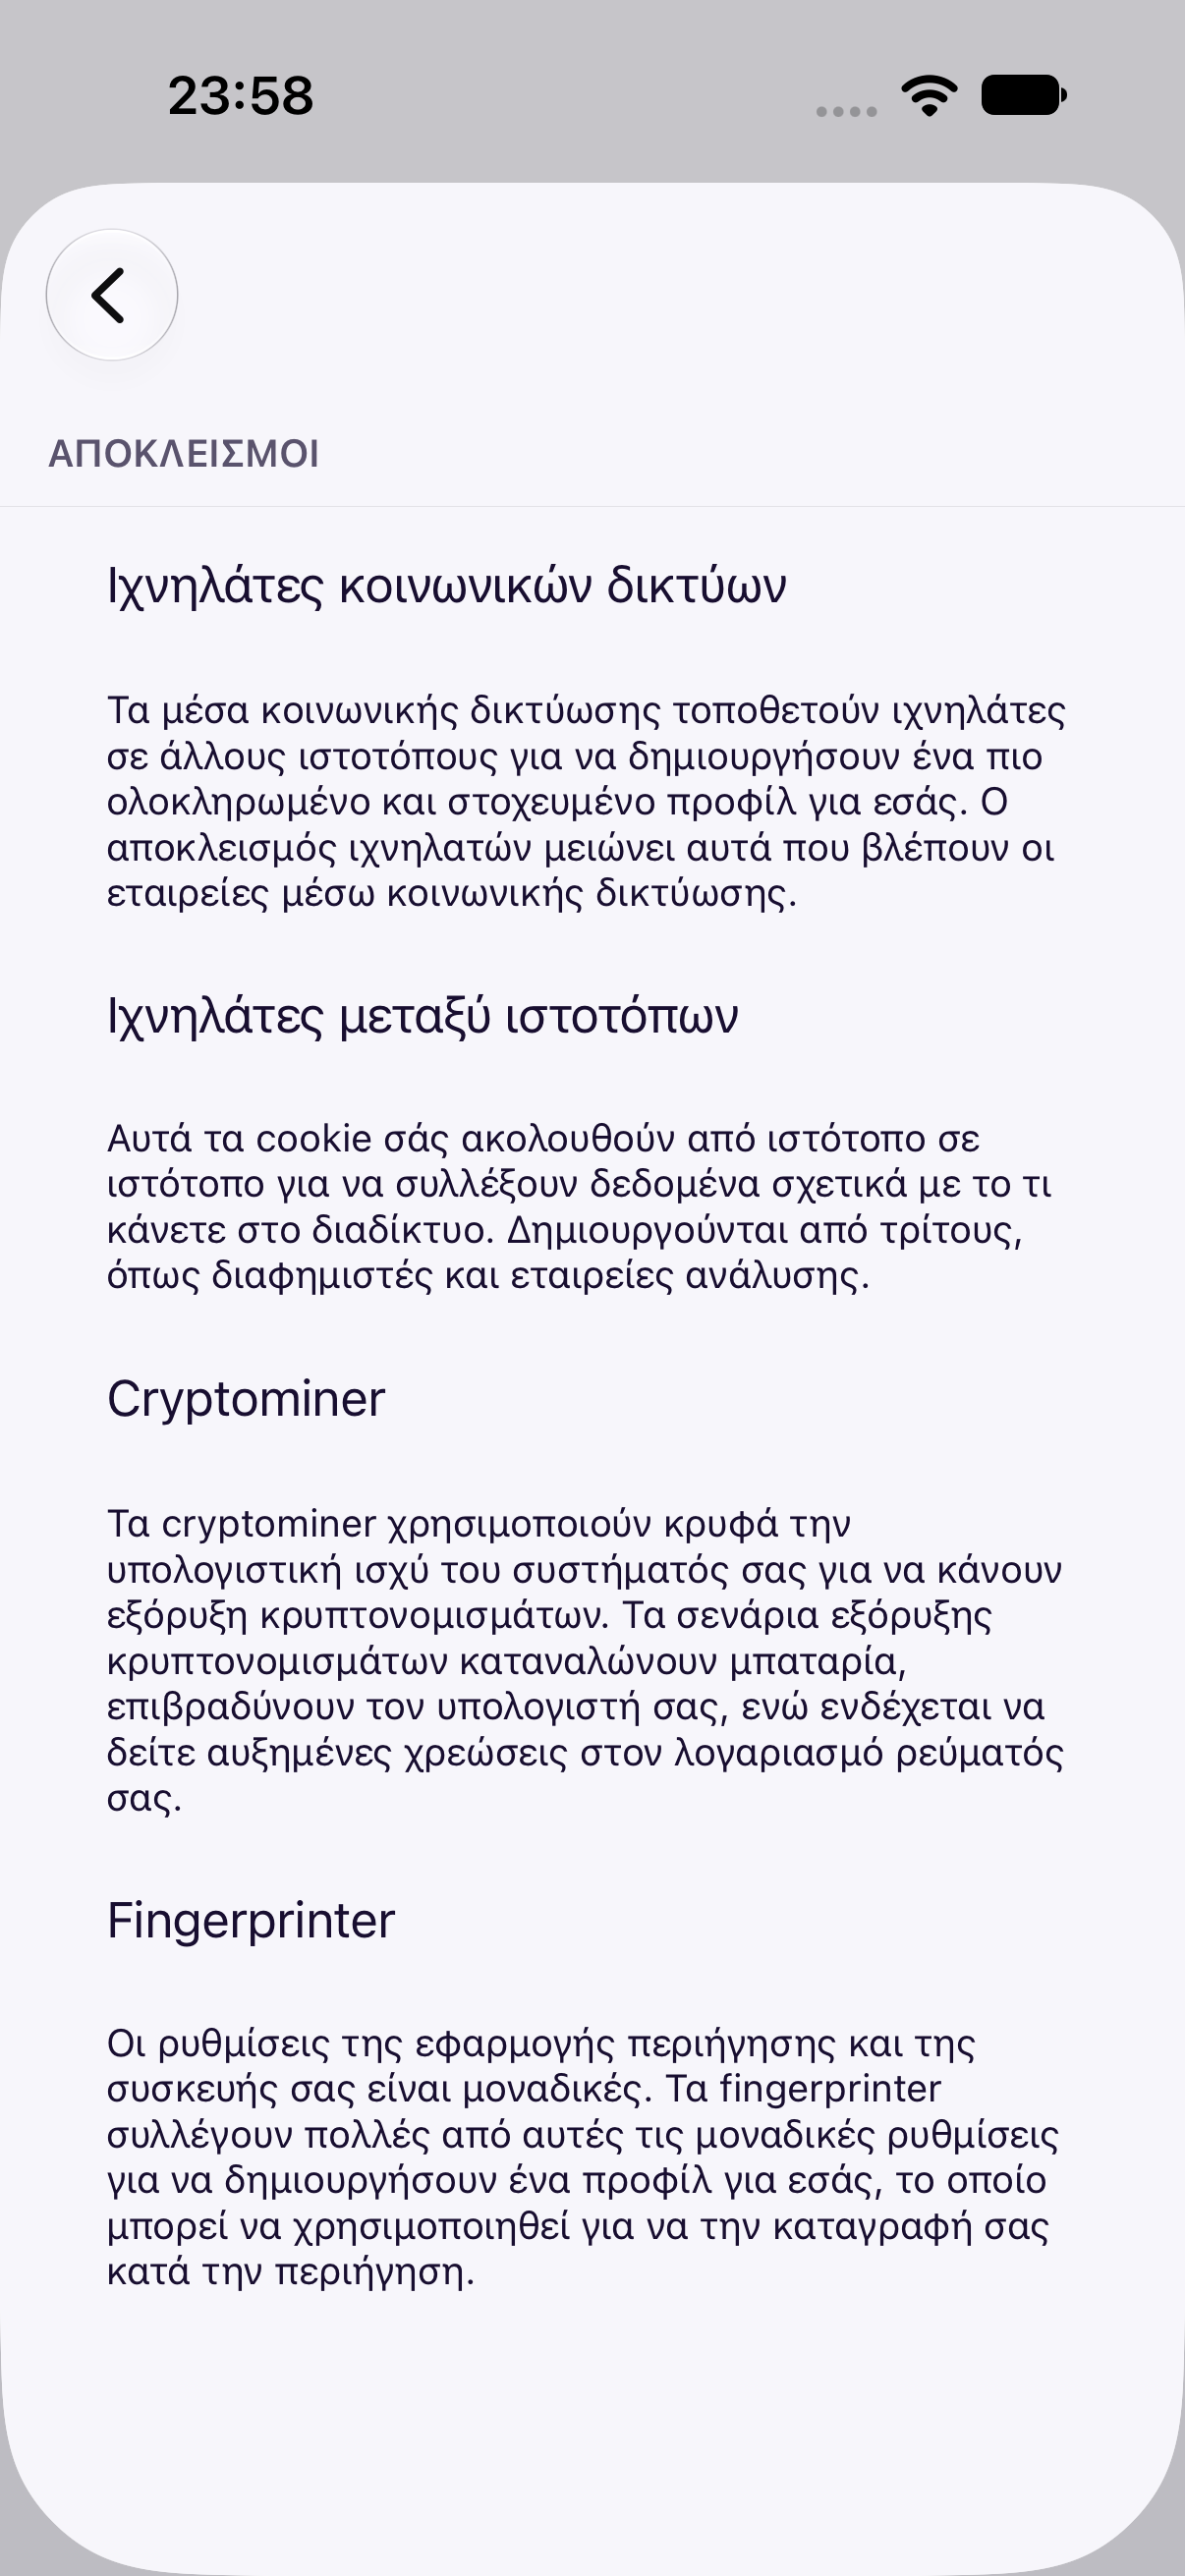 23:58
ΑΠΟΚΛΕΙΣΜΟΙ
Ιχνηλάτες κοινωνικών δικτύων
Τα μέσα κοινωνικής δικτύωσης τοποθετούν ιχνηλάτες
σε άλλους ιστοτόπους για να δημιουργήσουν ένα πιο
ολοκληρωμένο και στοχευμένο προφίλ για εσάς. Ο
αποκλεισμός ιχνηλατών μειώνει αυτά που βλέπουν οι
εταιρείες μέσω κοινωνικής δικτύωσης.
Ιχνηλάτες μεταξύ ιστοτόπων
Αυτά τα cookie σάς ακολουθούν από ιστότοπο σε
ιστότοπο για να συλλέξουν δεδομένα σχετικά με το τι
κάνετε στο διαδίκτυο. Δημιουργούνται από τρίτους,
όπως διαφημιστές και εταιρείες ανάλυσης.
Cryptominer
Τα cryptominer χρησιμοποιούν κρυφά την
υπολογιστική ισχύ του συστήματός σας για να κάνουν
εξόρυξη κρυπτονομισμάτων. Τα σενάρια εξόρυξης
κρυπτονομισμάτων καταναλώνουν μπαταρία,
επιβραδύνουν τον υπολογιστή σας, ενώ ενδέχεται να
δείτε αυξημένες χρεώσεις στον λογαριασμό ρεύματός
σας.
Fingerprinter
Οι ρυθμίσεις της εφαρμογής περιήγησης και της
συσκευής σας είναι μοναδικές. Τα fingerprinter
συλλέγουν πολλές από αυτές τις μοναδικές ρυθμίσεις
για να δημιουργήσουν ένα προφίλ για εσάς, το οποίο
μπορεί να χρησιμοποιηθεί για να την καταγραφή σας
κατά την περιήγηση.